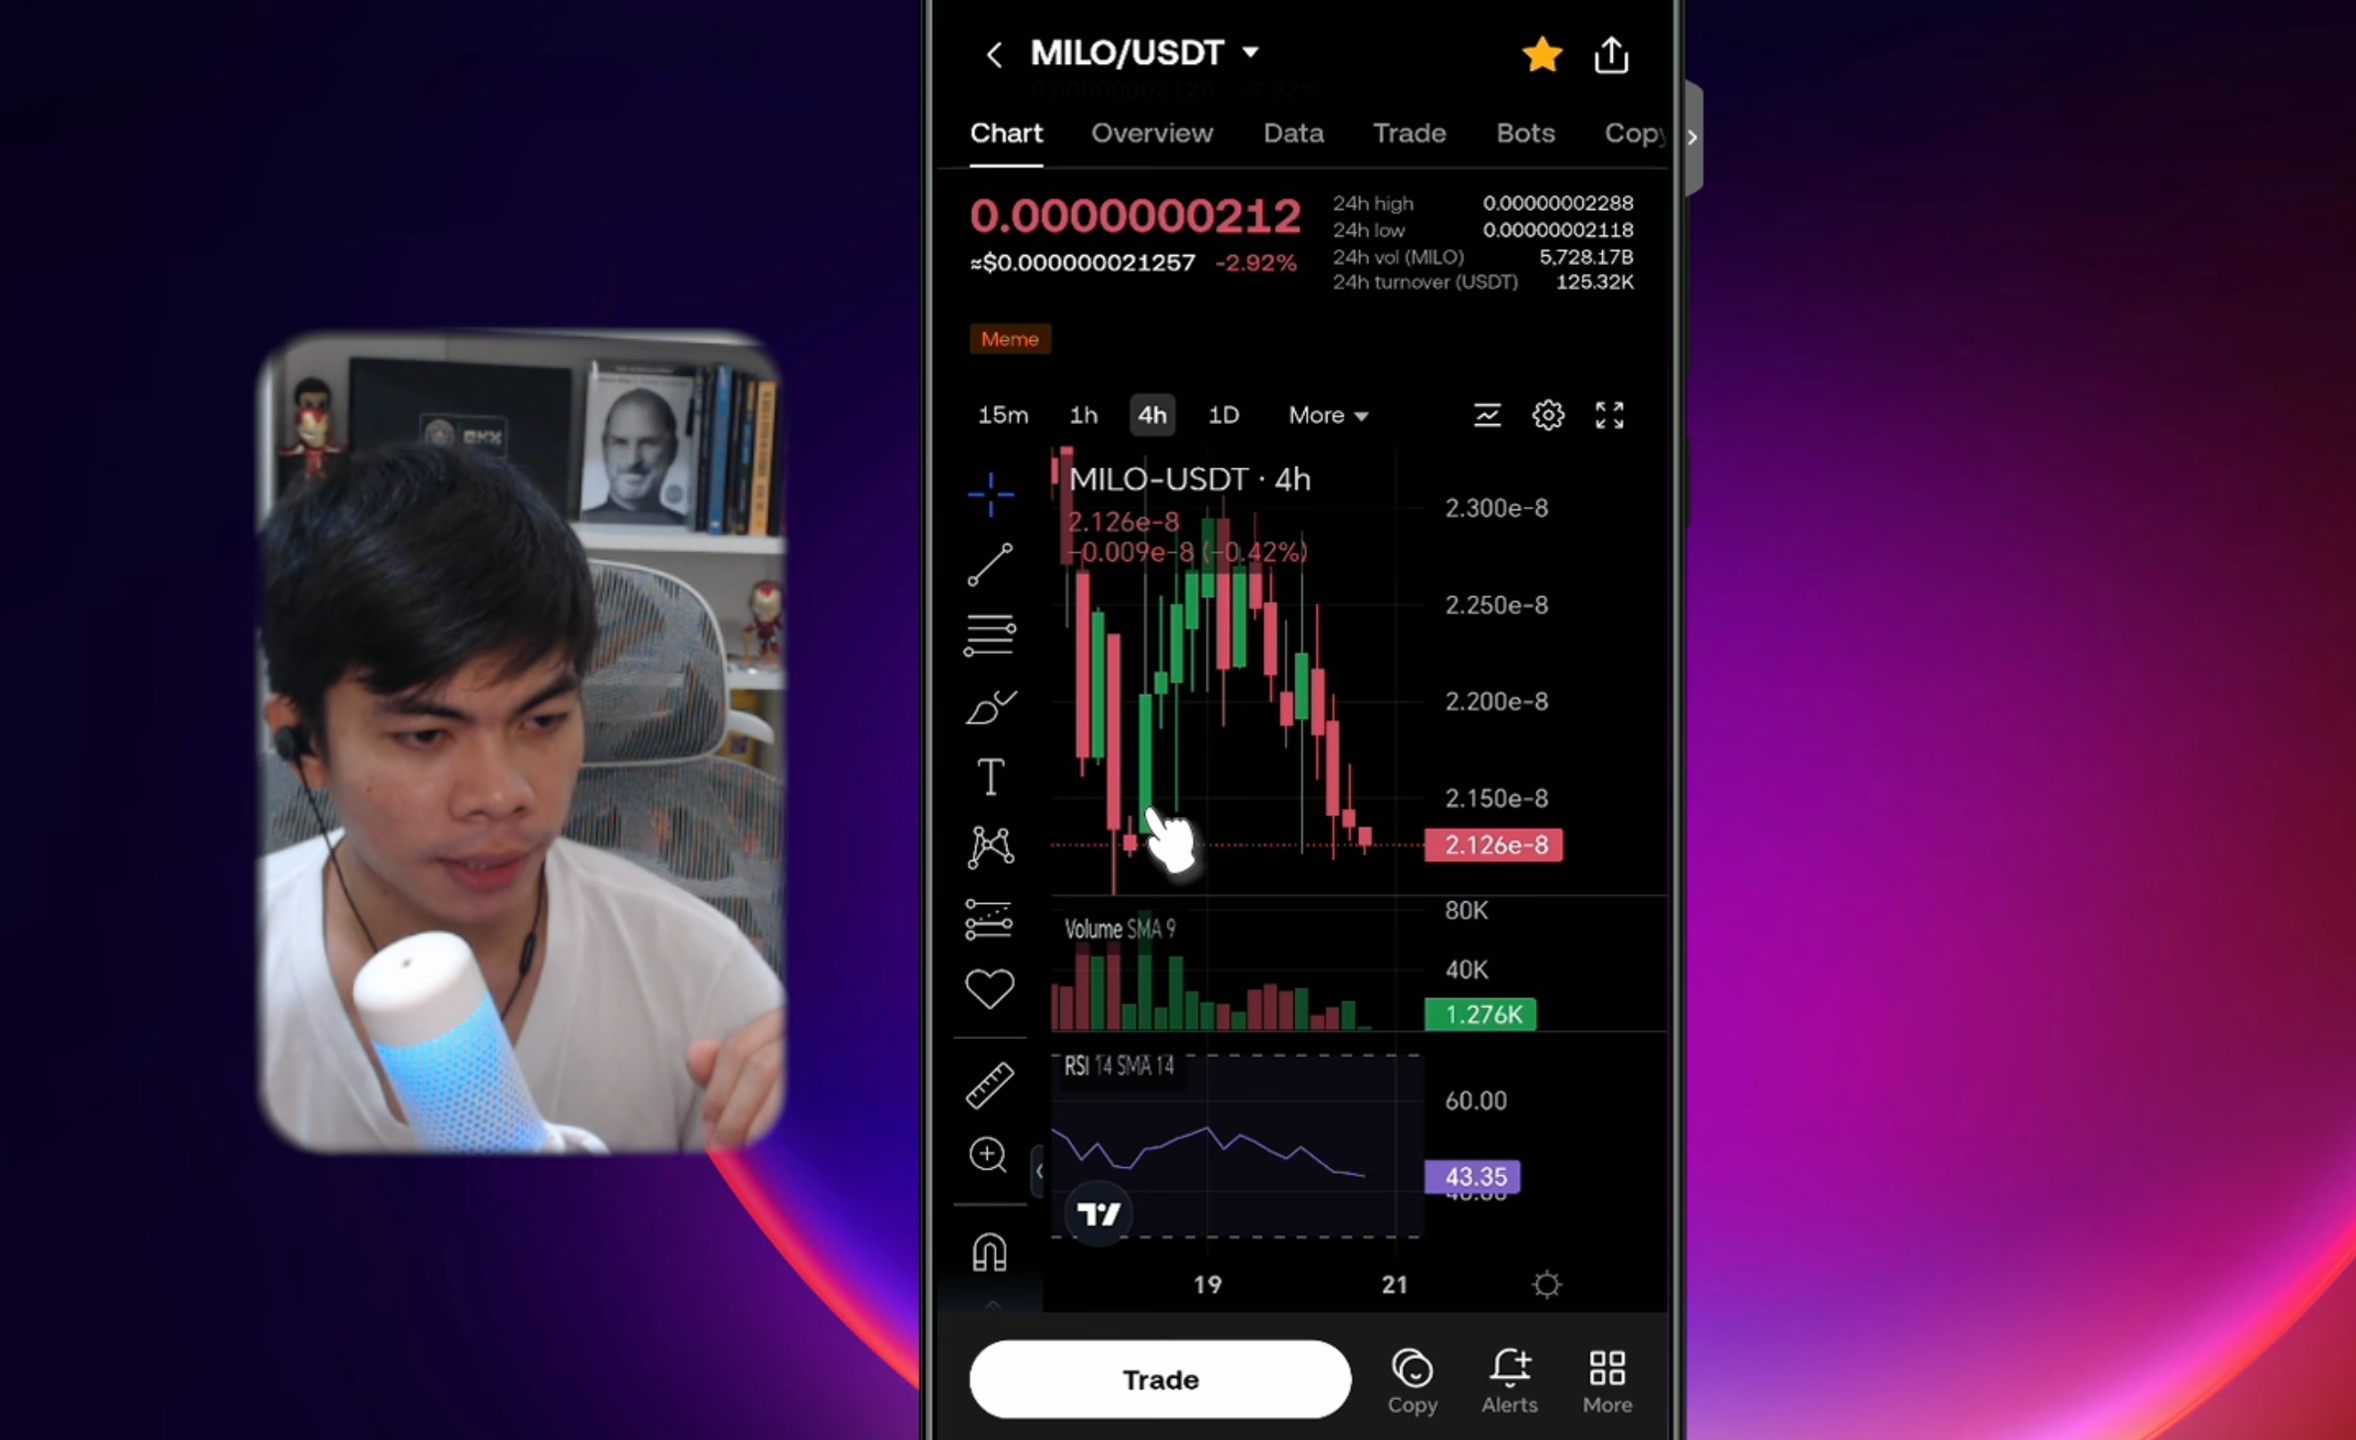 MILO/USDT
Chart Overview Data Trade Bots Copy
0.0000000212
≈$0.000000021257 -2.92%
24h high 0.00000002288
24h low 0.00000002118
24h vol (MILO) 5,728.17B
24h turnover (USDT) 125.32K
Meme
15m 1h 4h 1D More
MILO-USDT · 4h
2.126e-8
−0.009e-8 (−0.42%)
2.300e-8
2.250e-8
2.200e-8
2.150e-8
2.126e-8
Volume SMA 9
80K
40K
1.276K
RSI 14 SMA 14
60.00
43.35
19 21
Trade
Copy Alerts More